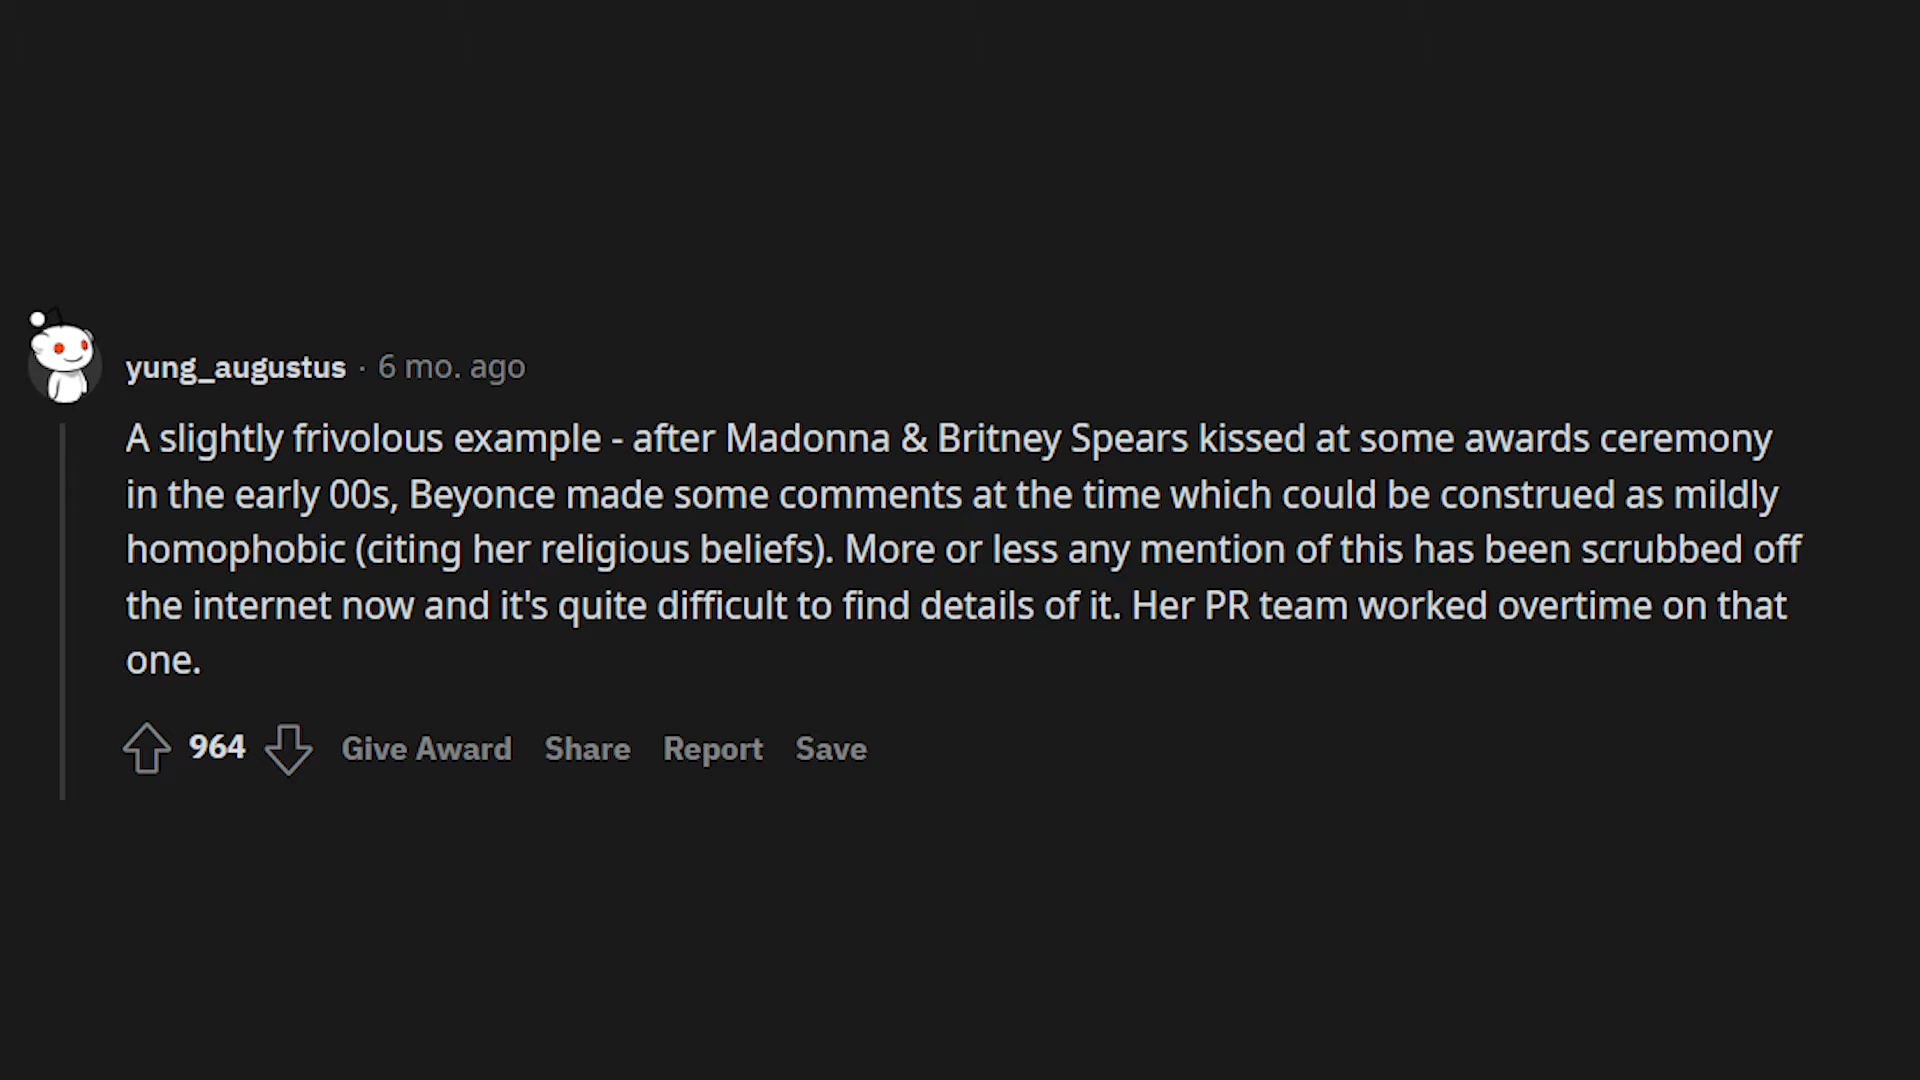 yung_augustus · 6 mo. ago
A slightly frivolous example - after Madonna & Britney Spears kissed at some awards ceremony
in the early 00s, Beyonce made some comments at the time which could be construed as mildly
homophobic (citing her religious beliefs). More or less any mention of this has been scrubbed off
the internet now and it's quite difficult to find details of it. Her PR team worked overtime on that
one.
964 Give Award Share Report Save